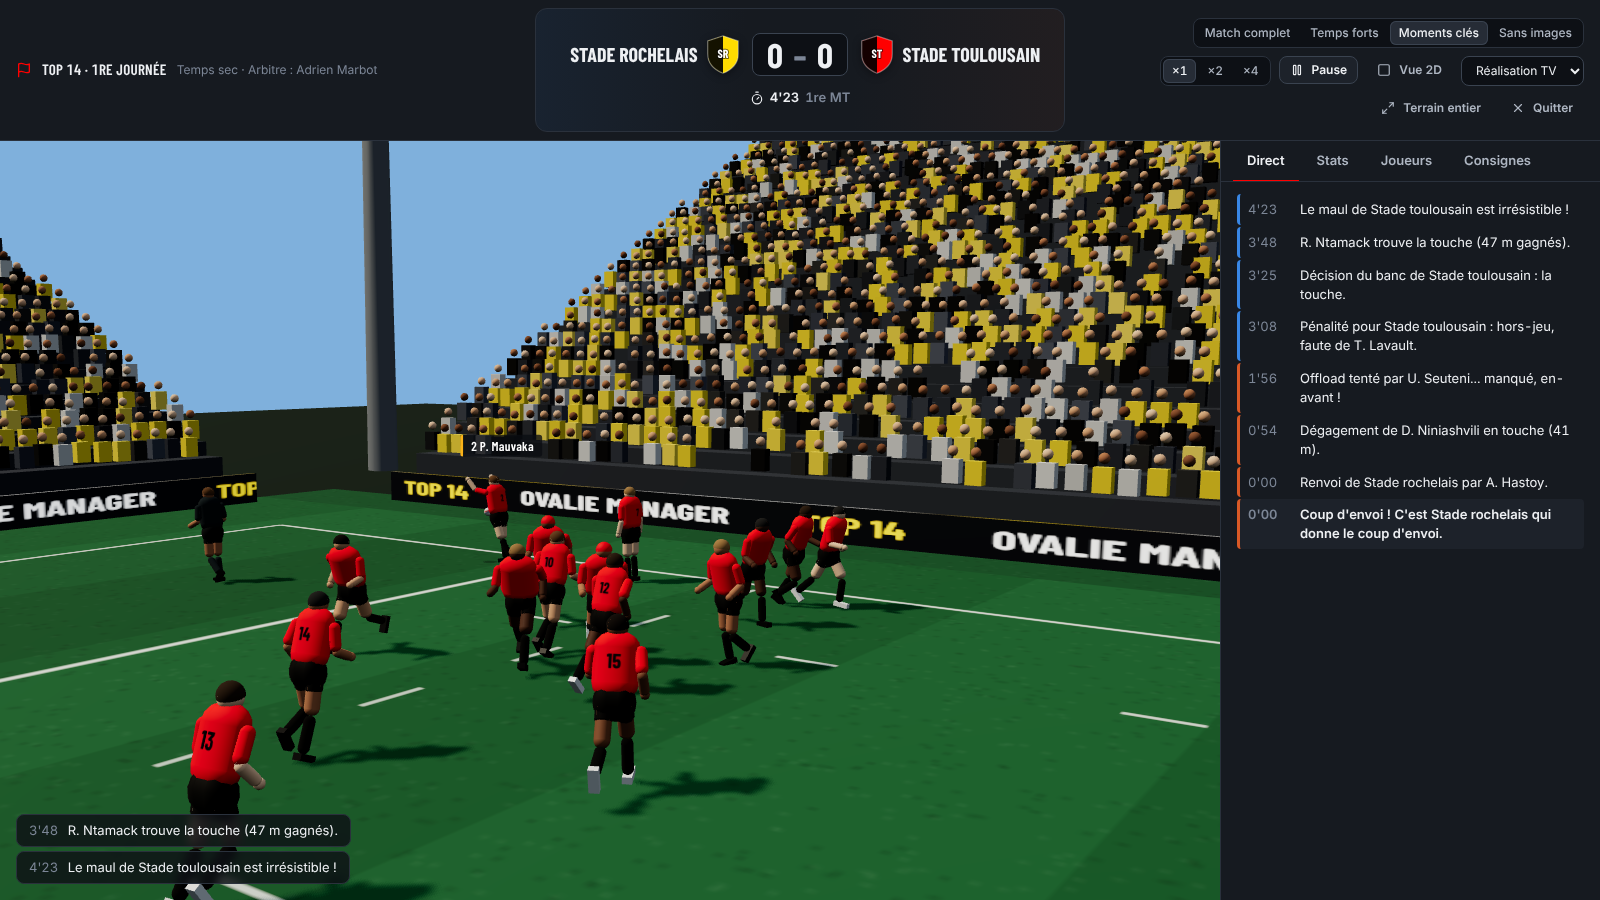 TOP 14 · 1RE JOURNÉE Temps sec · Arbitre : Adrien Marbot
STADE ROCHELAIS SR 0 – 0 ST STADE TOULOUSAIN
4'23 1re MT
Match complet Temps forts Moments clés Sans images
×1 ×2 ×4 Pause Vue 2D Réalisation TV
Terrain entier Quitter
Direct Stats Joueurs Consignes
4'23 Le maul de Stade toulousain est irrésistible !
3'48 R. Ntamack trouve la touche (47 m gagnés).
3'25 Décision du banc de Stade toulousain : la
touche.
3'08 Pénalité pour Stade toulousain : hors-jeu,
faute de T. Lavault.
1'56 Offload tenté par U. Seuteni... manqué, en-
avant !
0'54 Dégagement de D. Niniashvili en touche (41
m).
0'00 Renvoi de Stade rochelais par A. Hastoy.
0'00 Coup d'envoi ! C'est Stade rochelais qui
donne le coup d'envoi.
2 P. Mauvaka
E MANAGER TOP
TOP 14 OVALIE MANAGER TOP 14 OVALIE MAN
10
12
14
15
13
3'48 R. Ntamack trouve la touche (47 m gagnés).
4'23 Le maul de Stade toulousain est irrésistible !